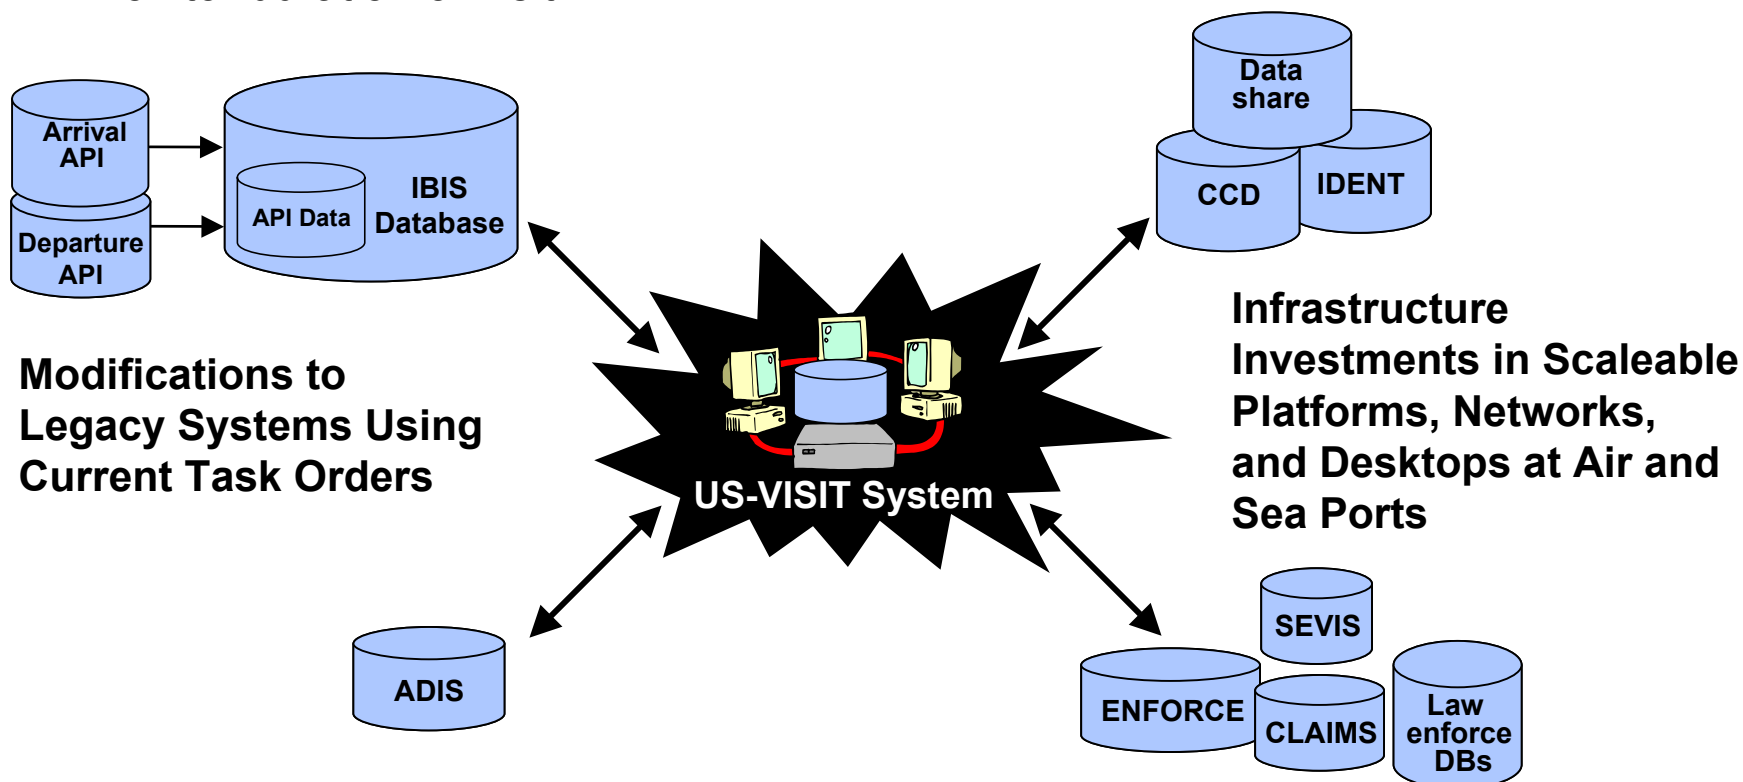 Data
share
Arrival
API
IBIS
Database
API Data
CCD
IDENT
Departure
API
Infrastructure
Investments in Scaleable
Platforms, Networks,
and Desktops at Air and
Sea Ports
Modifications to
Legacy Systems Using
Current Task Orders
US-VISIT System
ADIS
SEVIS
ENFORCE
CLAIMS
Law
enforce
DBs